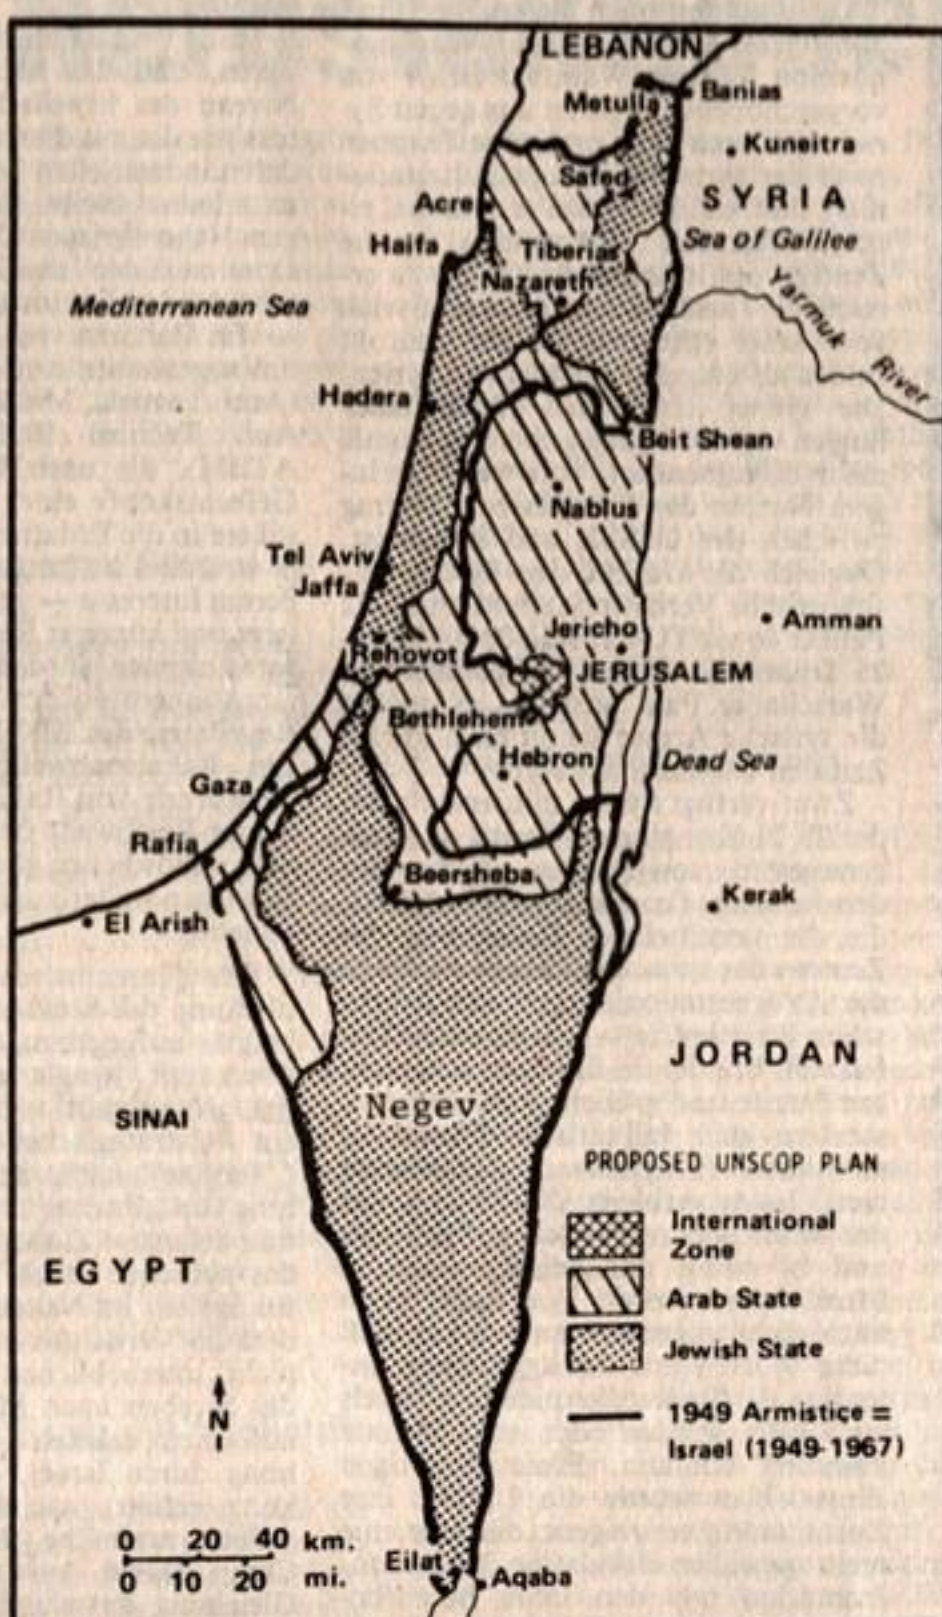 LEBANON
Metulla
Banias
Kuneitra
Safed
SYRIA
Acre
Haifa
Tiberias
Sea of Galilee
Nazareth
Mediterranean Sea
Yarmuk
River
Hadera
Beit Shean
Nablus
Tel Aviv
Jaffa
Jericho
Amman
Rehovot
JERUSALEM
Bethlehem
Hebron
Dead Sea
Gaza
Rafia
Beersheba
Kerak
El Arish
JORDAN
Negev
SINAI
EGYPT
PROPOSED UNSCOP PLAN
International
Zone
Arab State
Jewish State
1949 Armistice =
Israel (1949-1967)
N
0 20 40 km.
0 10 20 mi.
Eilat
Aqaba